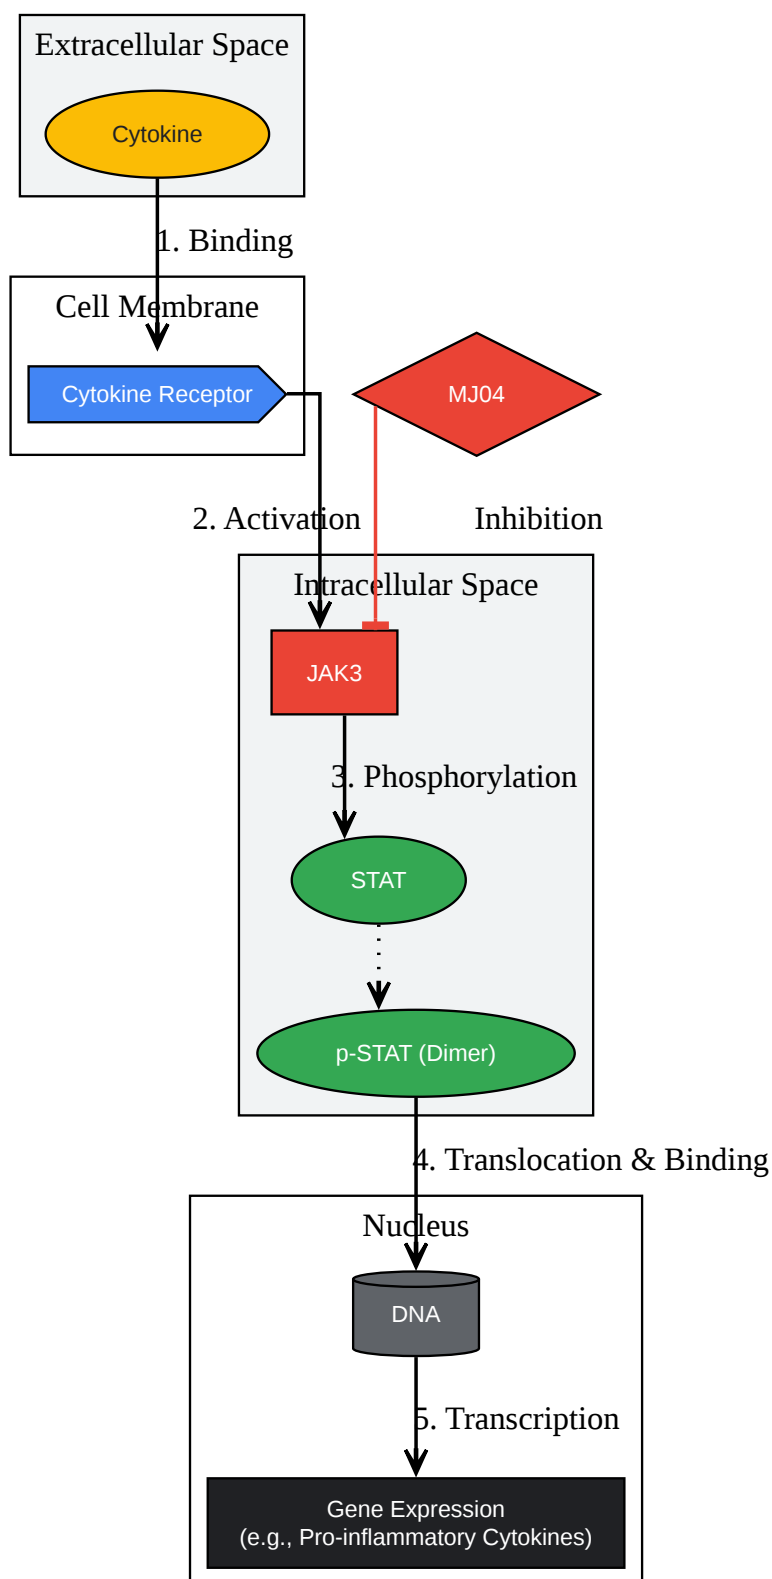 Extracellular Space
Cytokine
1. Binding
Cell Membrane
Cytokine Receptor
MJ04
2. Activation
Inhibition
Intracellular Space
JAK3
3. Phosphorylation
STAT
p-STAT (Dimer)
4. Translocation & Binding
Nucleus
DNA
5. Transcription
Gene Expression
(e.g., Pro-inflammatory Cytokines)